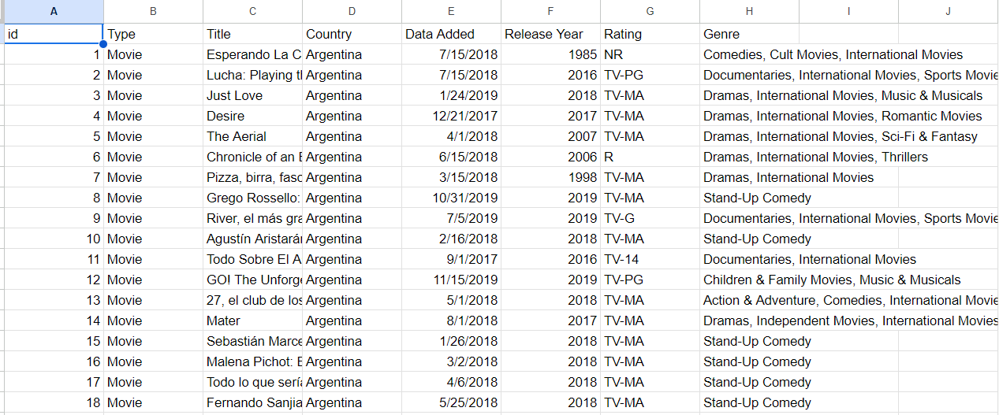 A B C D E F G H I J
id Type Title Country Data Added Release Year Rating Genre
1 Movie Esperando La C Argentina 7/15/2018 1985 NR Comedies, Cult Movies, International Movies
2 Movie Lucha: Playing Argentina 7/15/2018 2016 TV-PG Documentaries, International Movies, Sports Movie
3 Movie Just Love Argentina 1/24/2019 2018 TV-MA Dramas, International Movies, Music & Musicals
4 Movie Desire Argentina 12/21/2017 2017 TV-MA Dramas, International Movies, Romantic Movies
5 Movie The Aerial Argentina 4/1/2018 2007 TV-MA Dramas, International Movies, Sci-Fi & Fantasy
6 Movie Chronicle of an Argentina 6/15/2018 2006 R Dramas, International Movies, Thrillers
7 Movie Pizza, birra, fasc Argentina 3/15/2018 1998 TV-MA Dramas, International Movies
8 Movie Grego Rossello: Argentina 10/31/2019 2019 TV-MA Stand-Up Comedy
9 Movie River, el más gra Argentina 7/5/2019 2019 TV-G Documentaries, International Movies, Sports Movie
10 Movie Agustín Aristará Argentina 2/16/2018 2018 TV-MA Stand-Up Comedy
11 Movie Todo Sobre El A Argentina 9/1/2017 2016 TV-14 Documentaries, International Movies
12 Movie GO! The Unforge Argentina 11/15/2019 2019 TV-PG Children & Family Movies, Music & Musicals
13 Movie 27, el club de los Argentina 5/1/2018 2018 TV-MA Action & Adventure, Comedies, International Movie
14 Movie Mater Argentina 8/1/2018 2017 TV-MA Dramas, Independent Movies, International Movies
15 Movie Sebastián Marce Argentina 1/26/2018 2018 TV-MA Stand-Up Comedy
16 Movie Malena Pichot: Argentina 3/2/2018 2018 TV-MA Stand-Up Comedy
17 Movie Todo lo que sería Argentina 4/6/2018 2018 TV-MA Stand-Up Comedy
18 Movie Fernando Sanjia Argentina 5/25/2018 2018 TV-MA Stand-Up Comedy